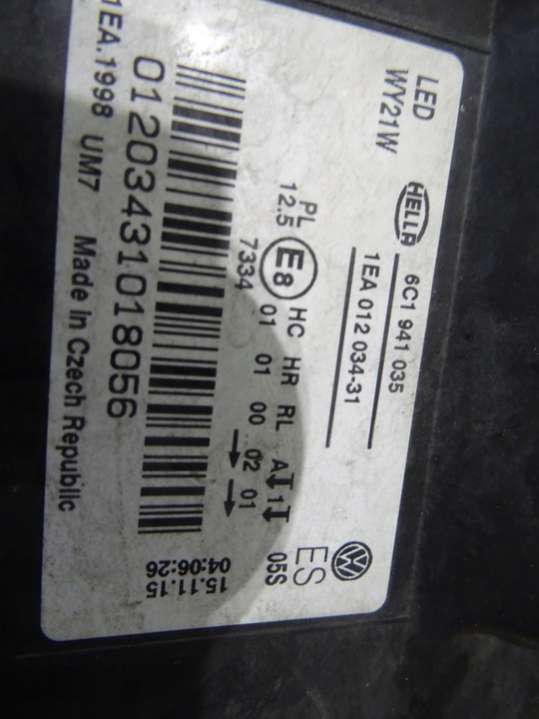 LED
WY21W
HELLA
6C1 941 035
1EA 012 034-31
ES
05S
PL
12.5
E8
7334
HC HR RL A 1
01 01 00 02 01
15.11.15
04:06:26
01203431018056
1EA.1998 UM7 Made in Czech Republic